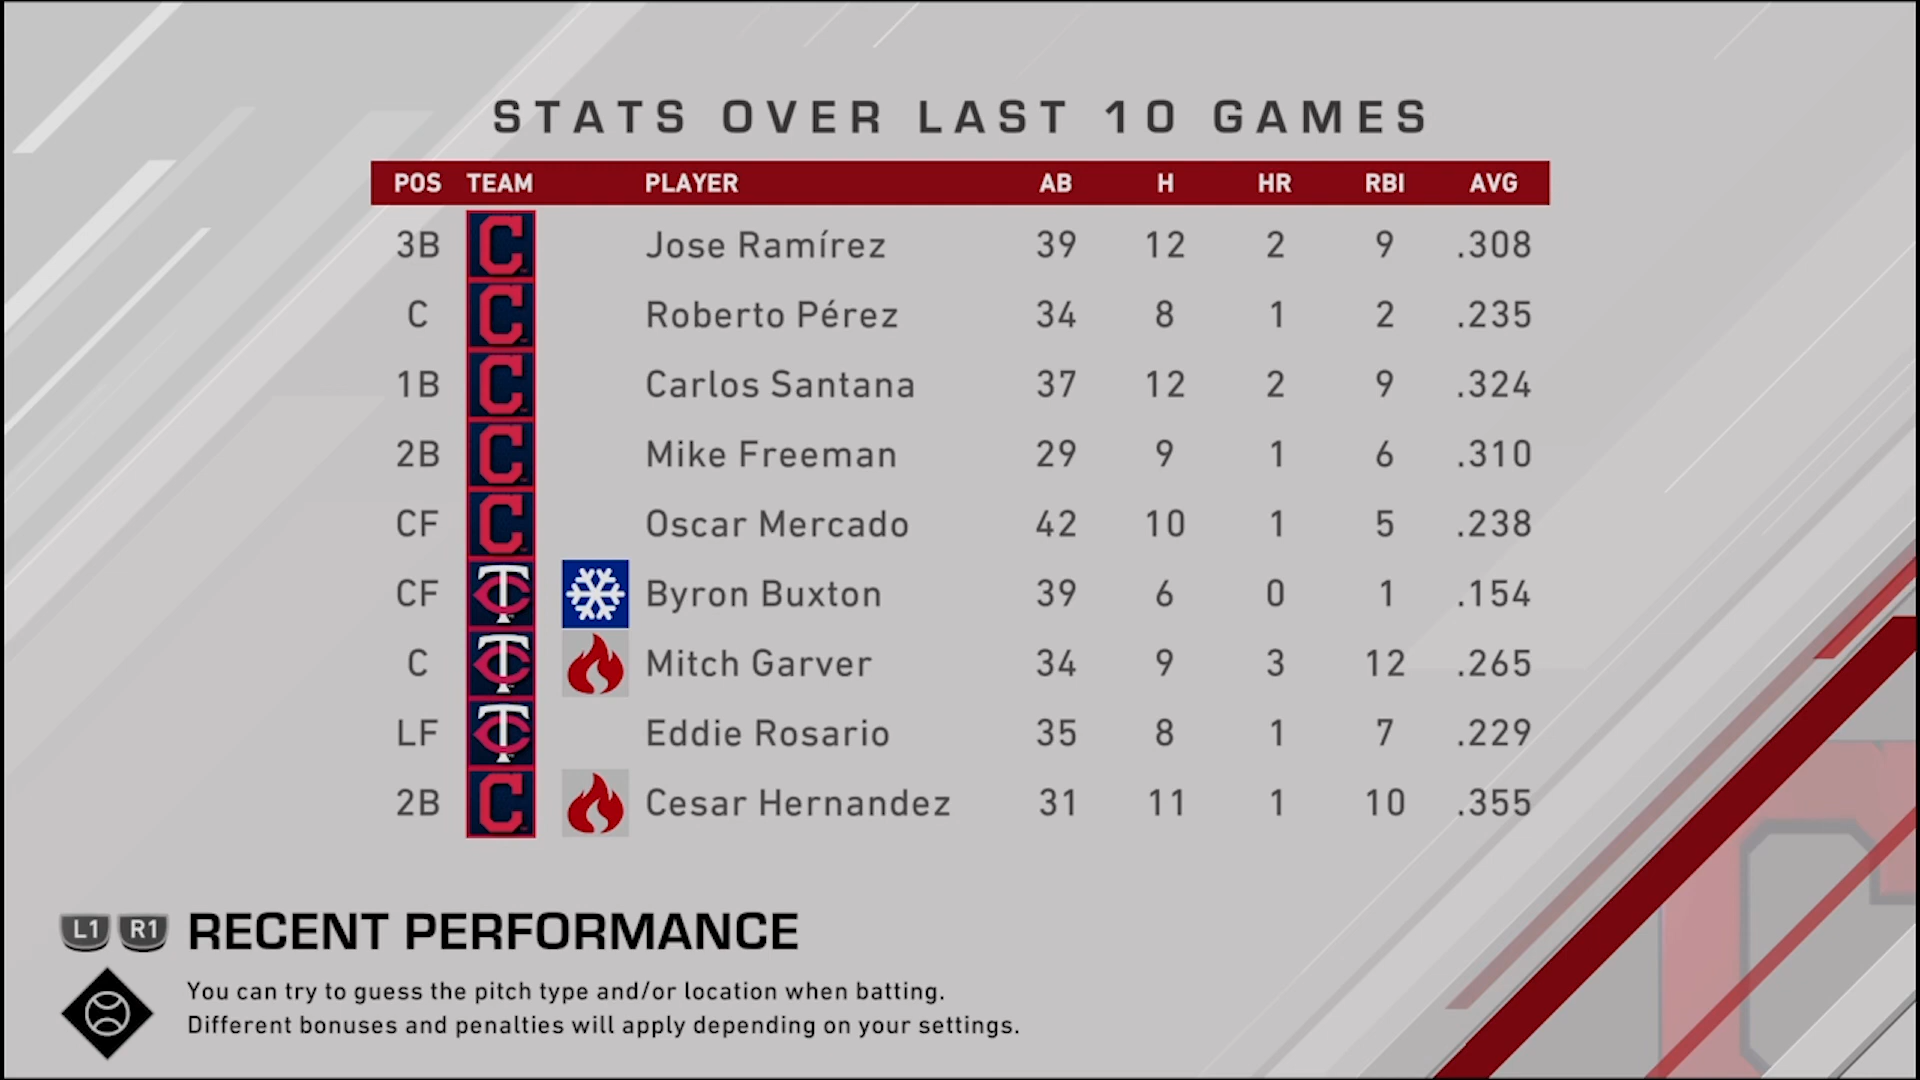 STATS OVER LAST 10 GAMES
POS TEAM PLAYER AB H HR RBI AVG
3B C Jose Ramírez 39 12 2 9 .308
C C Roberto Pérez 34 8 1 2 .235
1B C Carlos Santana 37 12 2 9 .324
2B C Mike Freeman 29 9 1 6 .310
CF C Oscar Mercado 42 10 1 5 .238
CF TC Byron Buxton 39 6 0 1 .154
C TC Mitch Garver 34 9 3 12 .265
LF TC Eddie Rosario 35 8 1 7 .229
2B C Cesar Hernandez 31 11 1 10 .355
L1 R1 RECENT PERFORMANCE
You can try to guess the pitch type and/or location when batting.
Different bonuses and penalties will apply depending on your settings.